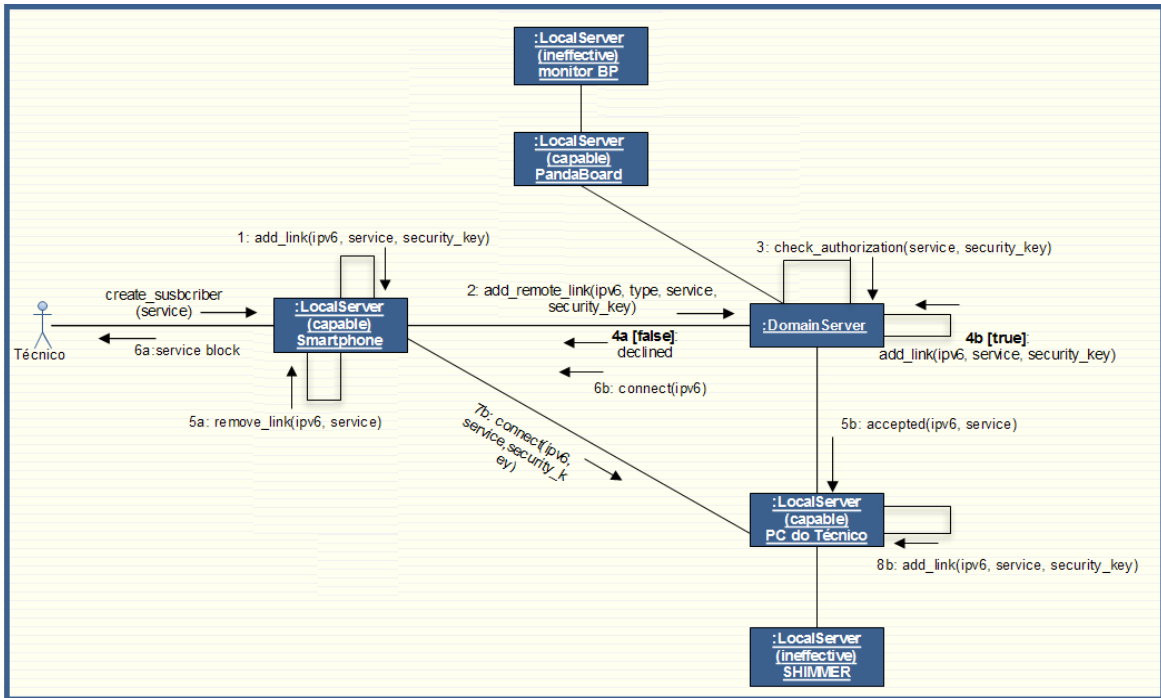 :LocalServer
(ineffective)
monitor BP
:LocalServer
(capable)
PandaBoard
1: add_link(ipv6, service, security_key)
3: check_authorization(service, security_key)
create_susbcriber
(service)
:LocalServer
(capable)
Smartphone
2: add_remote_link(ipv6, type, service,
security_key)
:DomainServer
Técnico
6a:service block
4a [false]:
declined
4b [true]:
add_link(ipv6, service, security_key)
6b: connect(ipv6)
5a: remove_link(ipv6, service)
7b: connect(ipv6,
service,security_k
ey)
5b: accepted(ipv6, service)
:LocalServer
(capable)
PC do Técnico
8b: add_link(ipv6, service, security_key)
:LocalServer
(ineffective)
SHIMMER